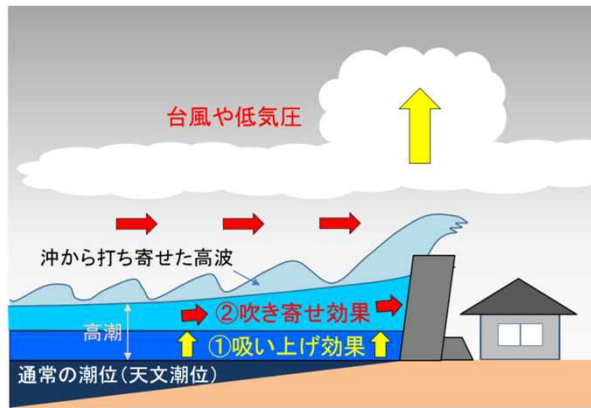 台風や低気圧
沖から打ち寄せた高波
②吹き寄せ効果
高潮
①吸い上げ効果
通常の潮位(天文潮位)